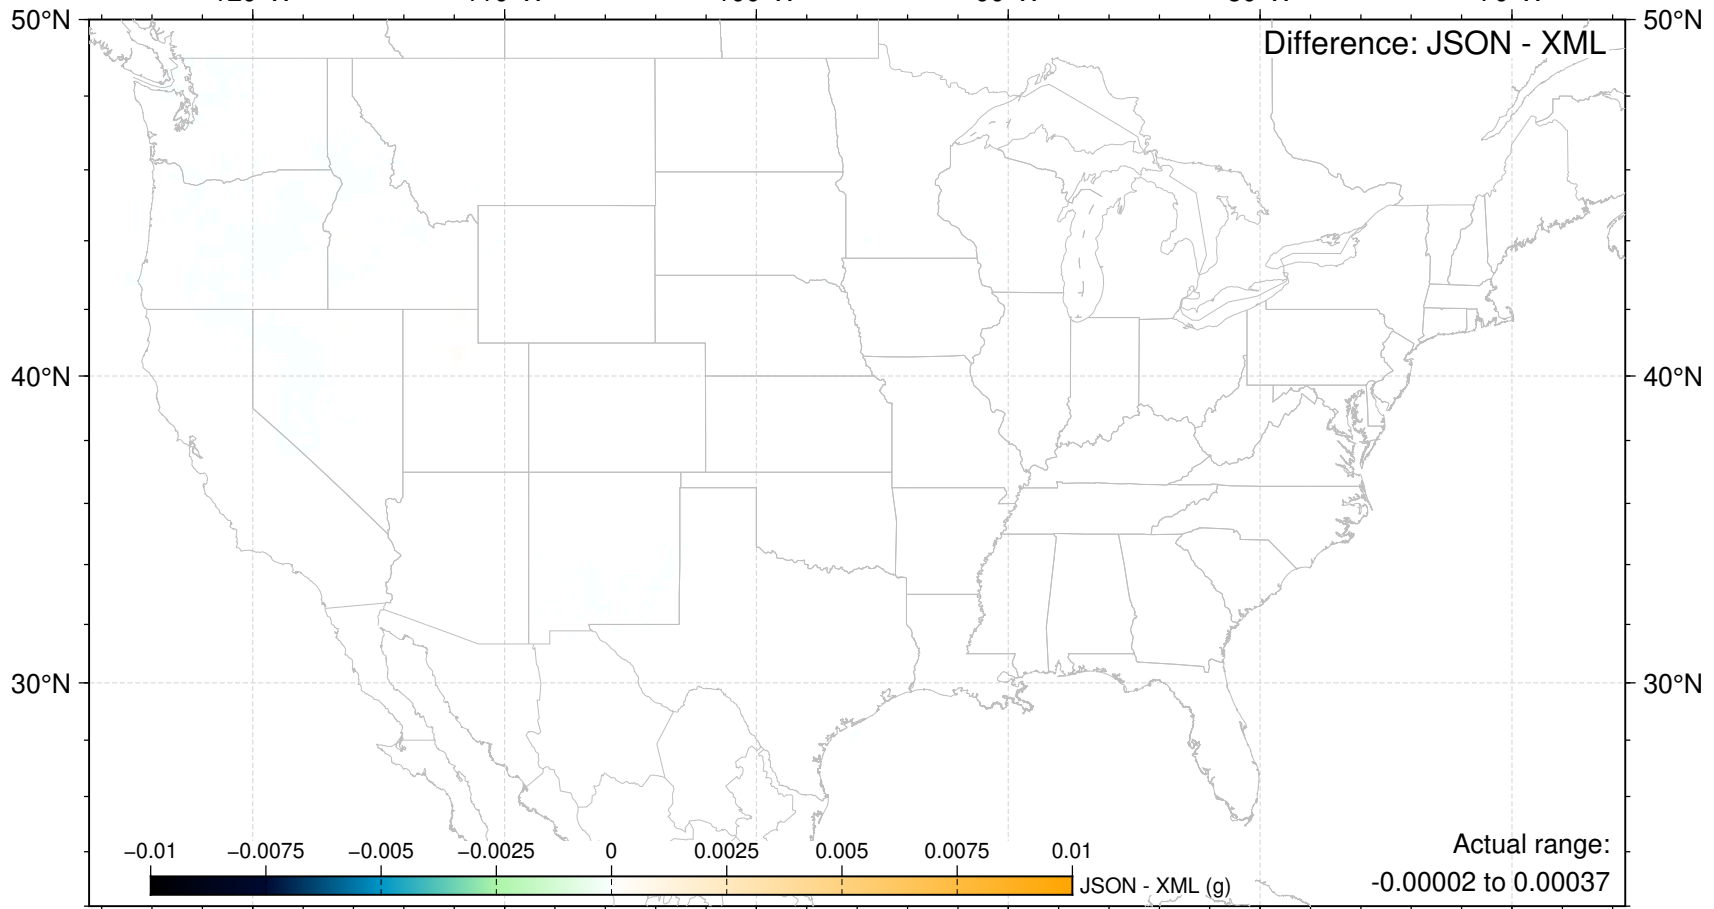 50°N 50°N
Difference: JSON - XML
40°N 40°N
30°N 30°N
Actual range:
-0.00002 to 0.00037
−0.01 −0.0075 −0.005 −0.0025 0 0.0025 0.005 0.0075 0.01
JSON - XML (g)